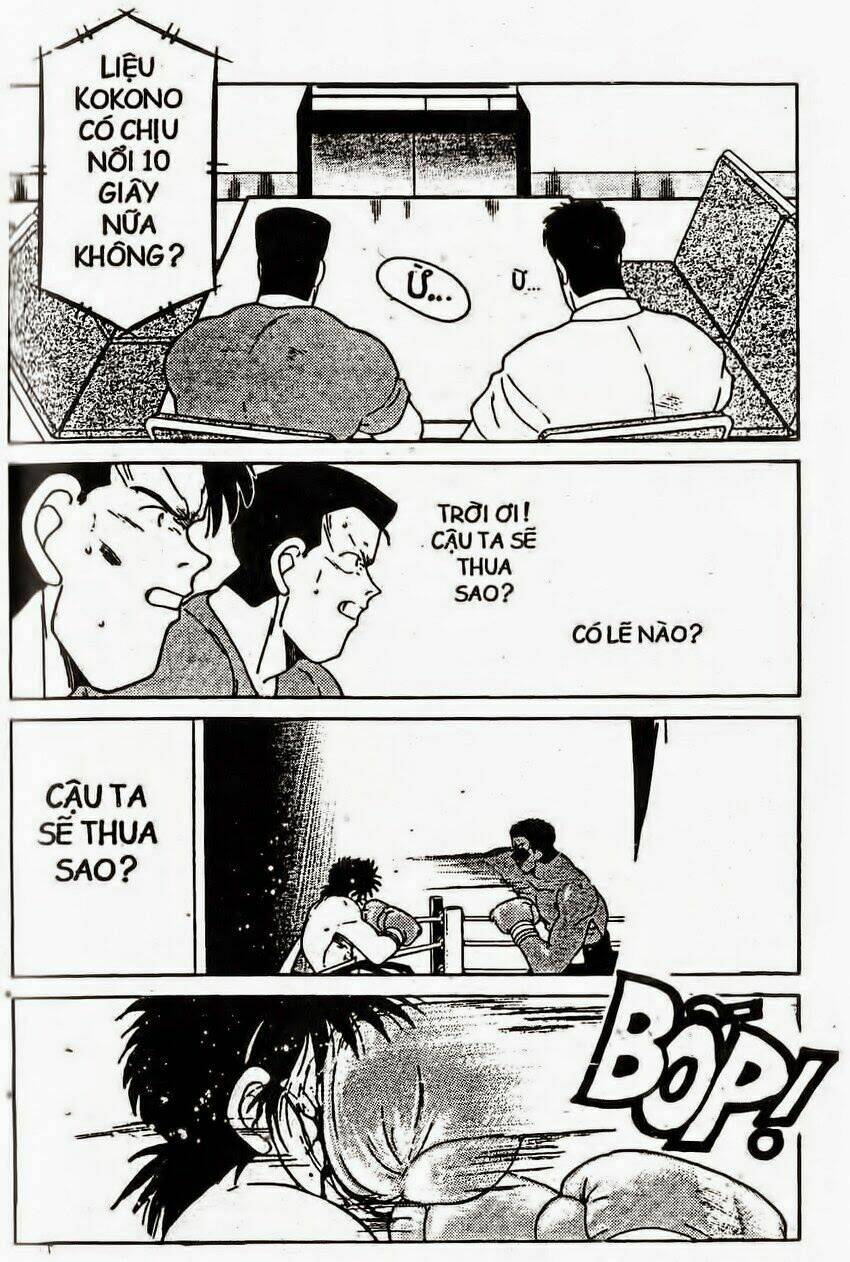 LIỆU
KOKONO
CÓ CHỊU
NỔI 10
GIÂY
NỮA
KHÔNG?
Ừ...
Ừ...
TRỜI ƠI!
CẬU TA SẼ
THUA
SAO?
CÓ LẼ NÀO?
CẬU TA
SẼ THUA
SAO?
BỐP!